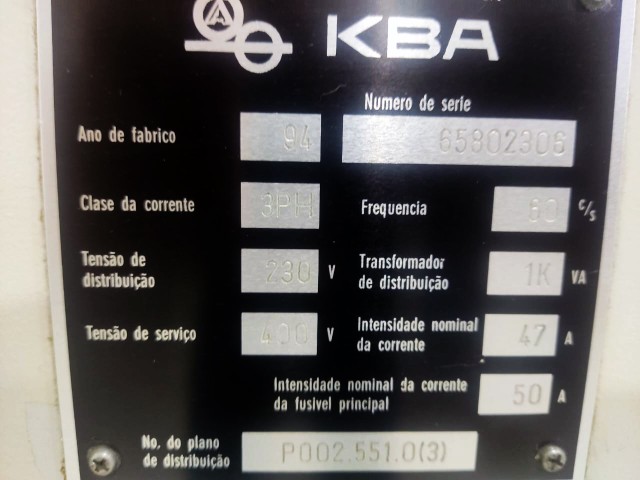 KBA
Numero de serie
Ano de fabrico 94 65802306
Clase da corrente 3PH Frequencia 60 c/s
Tensão de distribuição 230 V Transformador de distribuição 1K VA
Tensão de serviço 400 V Intensidade nominal da corrente 47 A
Intensidade nominal da corrente da fusivel principal 50 A
No. do plano de distribuição P002.551.0(3)